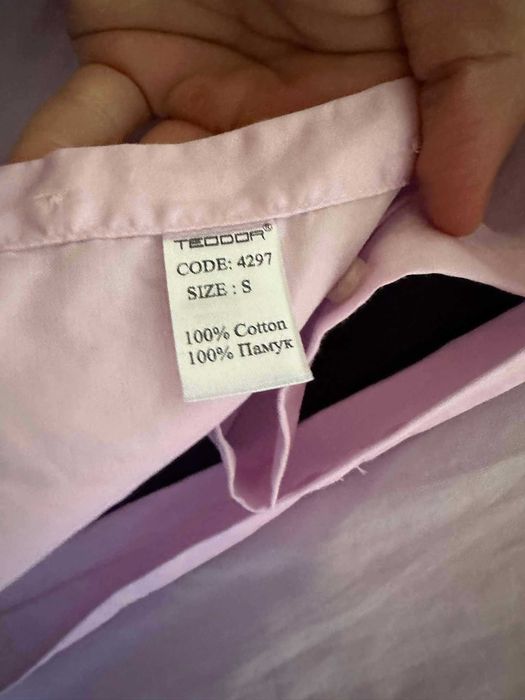 TEODOR®
CODE: 4297
SIZE : S
100% Cotton
100% Памук